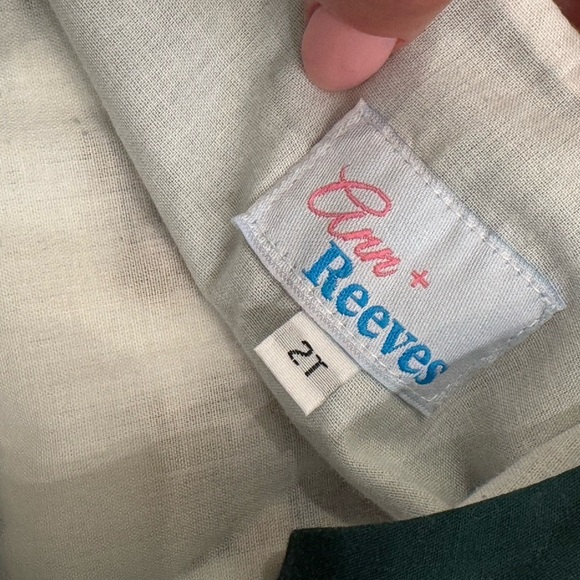 Ann +
Reeves
2T